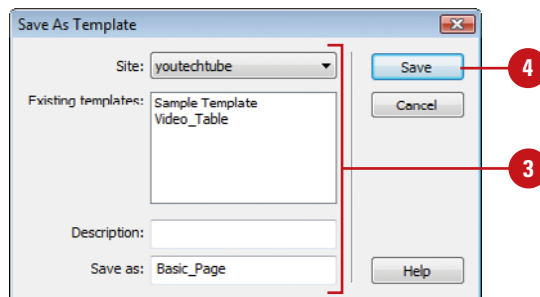 Save As Template
Site: youtechtube
Save
4
Existing templates: Sample Template
Video_Table
Cancel
3
Description:
Save as: Basic_Page
Help